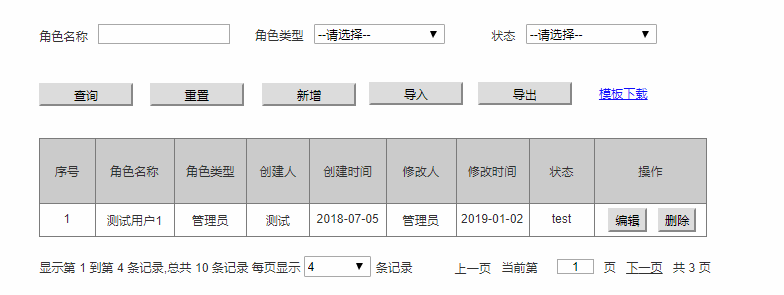 角色名称 角色类型 --请选择-- 状态 --请选择--
查询 重置 新增 导入 导出 模板下载
序号 角色名称 角色类型 创建人 创建时间 修改人 修改时间 状态 操作
1 测试用户1 管理员 测试 2018-07-05 管理员 2019-01-02 test 编辑 删除
显示第 1 到第 4 条记录,总共 10 条记录 每页显示 4 条记录 上一页 当前第 1 页 下一页 共 3 页